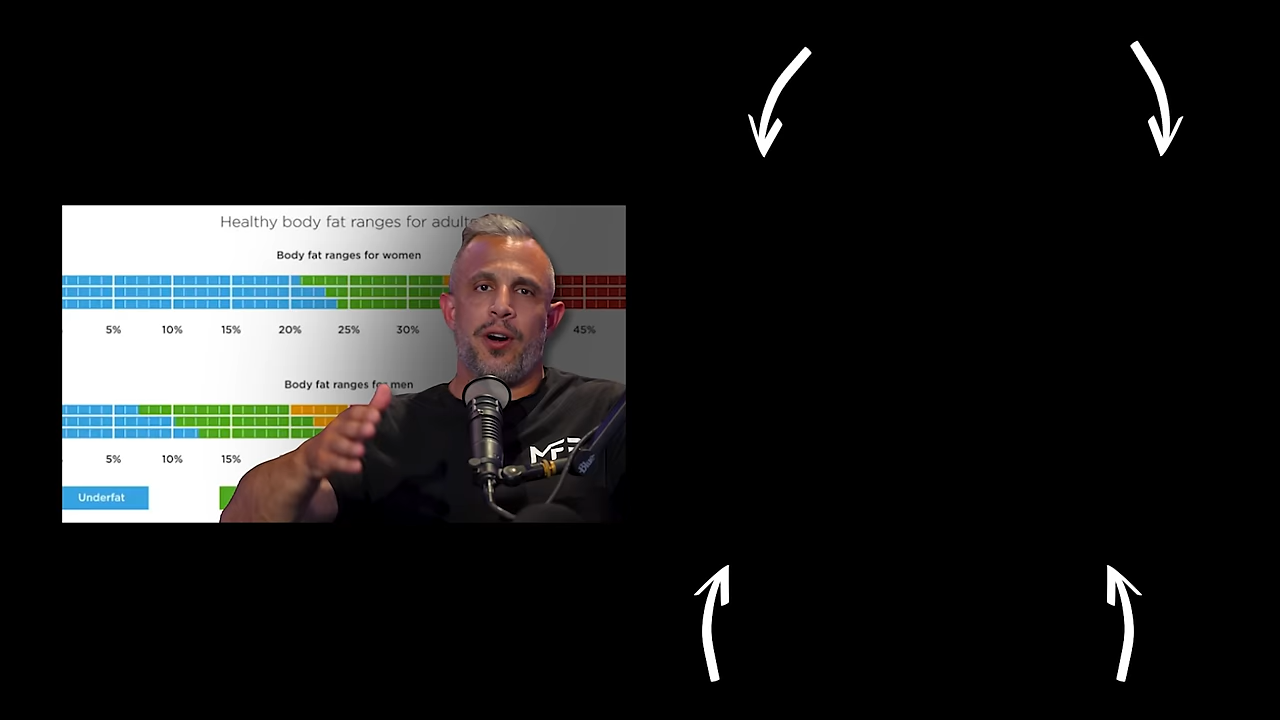 Healthy body fat ranges for adults
Body fat ranges for women
5% 10% 15% 20% 25% 30% 45%
Body fat ranges for men
5% 10% 15%
Underfat
Blue